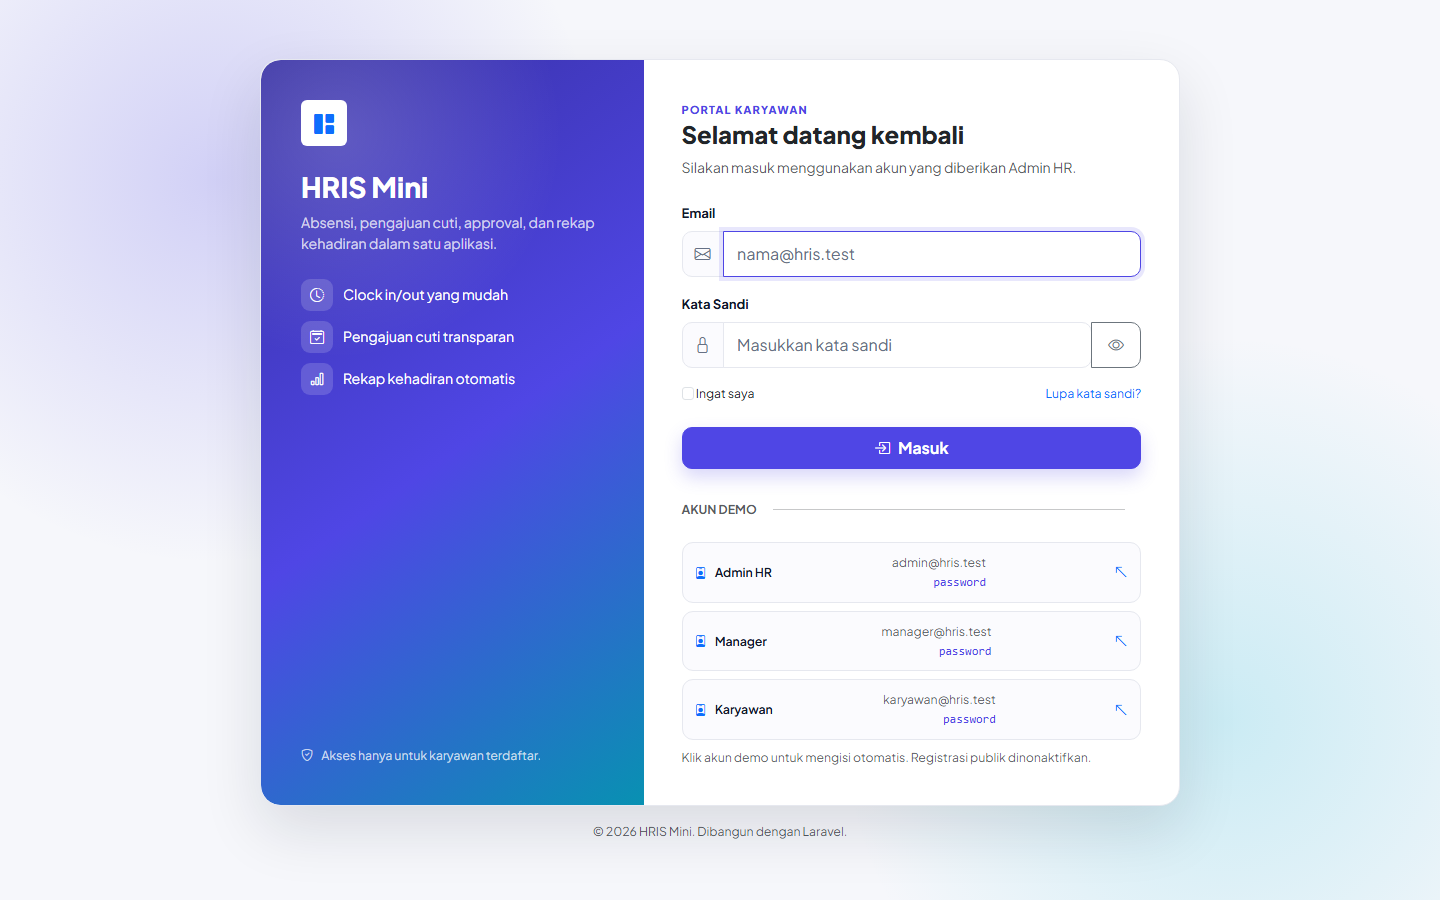 HRIS Mini
Absensi, pengajuan cuti, approval, dan rekap
kehadiran dalam satu aplikasi.
Clock in/out yang mudah
Pengajuan cuti transparan
Rekap kehadiran otomatis
Akses hanya untuk karyawan terdaftar.
PORTAL KARYAWAN
Selamat datang kembali
Silakan masuk menggunakan akun yang diberikan Admin HR.
Email
nama@hris.test
Kata Sandi
Masukkan kata sandi
Ingat saya
Lupa kata sandi?
Masuk
AKUN DEMO
Admin HR
admin@hris.test
password
Manager
manager@hris.test
password
Karyawan
karyawan@hris.test
password
Klik akun demo untuk mengisi otomatis. Registrasi publik dinonaktifkan.
© 2026 HRIS Mini. Dibangun dengan Laravel.